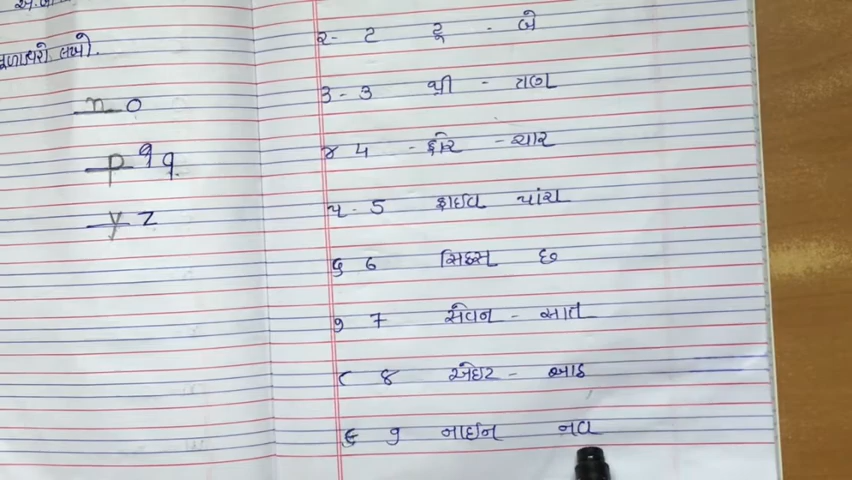 મૂળાક્ષરો લખો.
n o
p q q
y z
૨ - 2 ટૂ - બે
૩ - 3 થ્રી - ત્રણ
૪ 4 - ફોર - ચાર
૫ - 5 ફાઈવ પાંચ
૬ 6 સિક્સ છ
૭ 7 સેવન - સાત
૮ 8 એઈટ - આઠ
૯ 9 નાઈન નવ